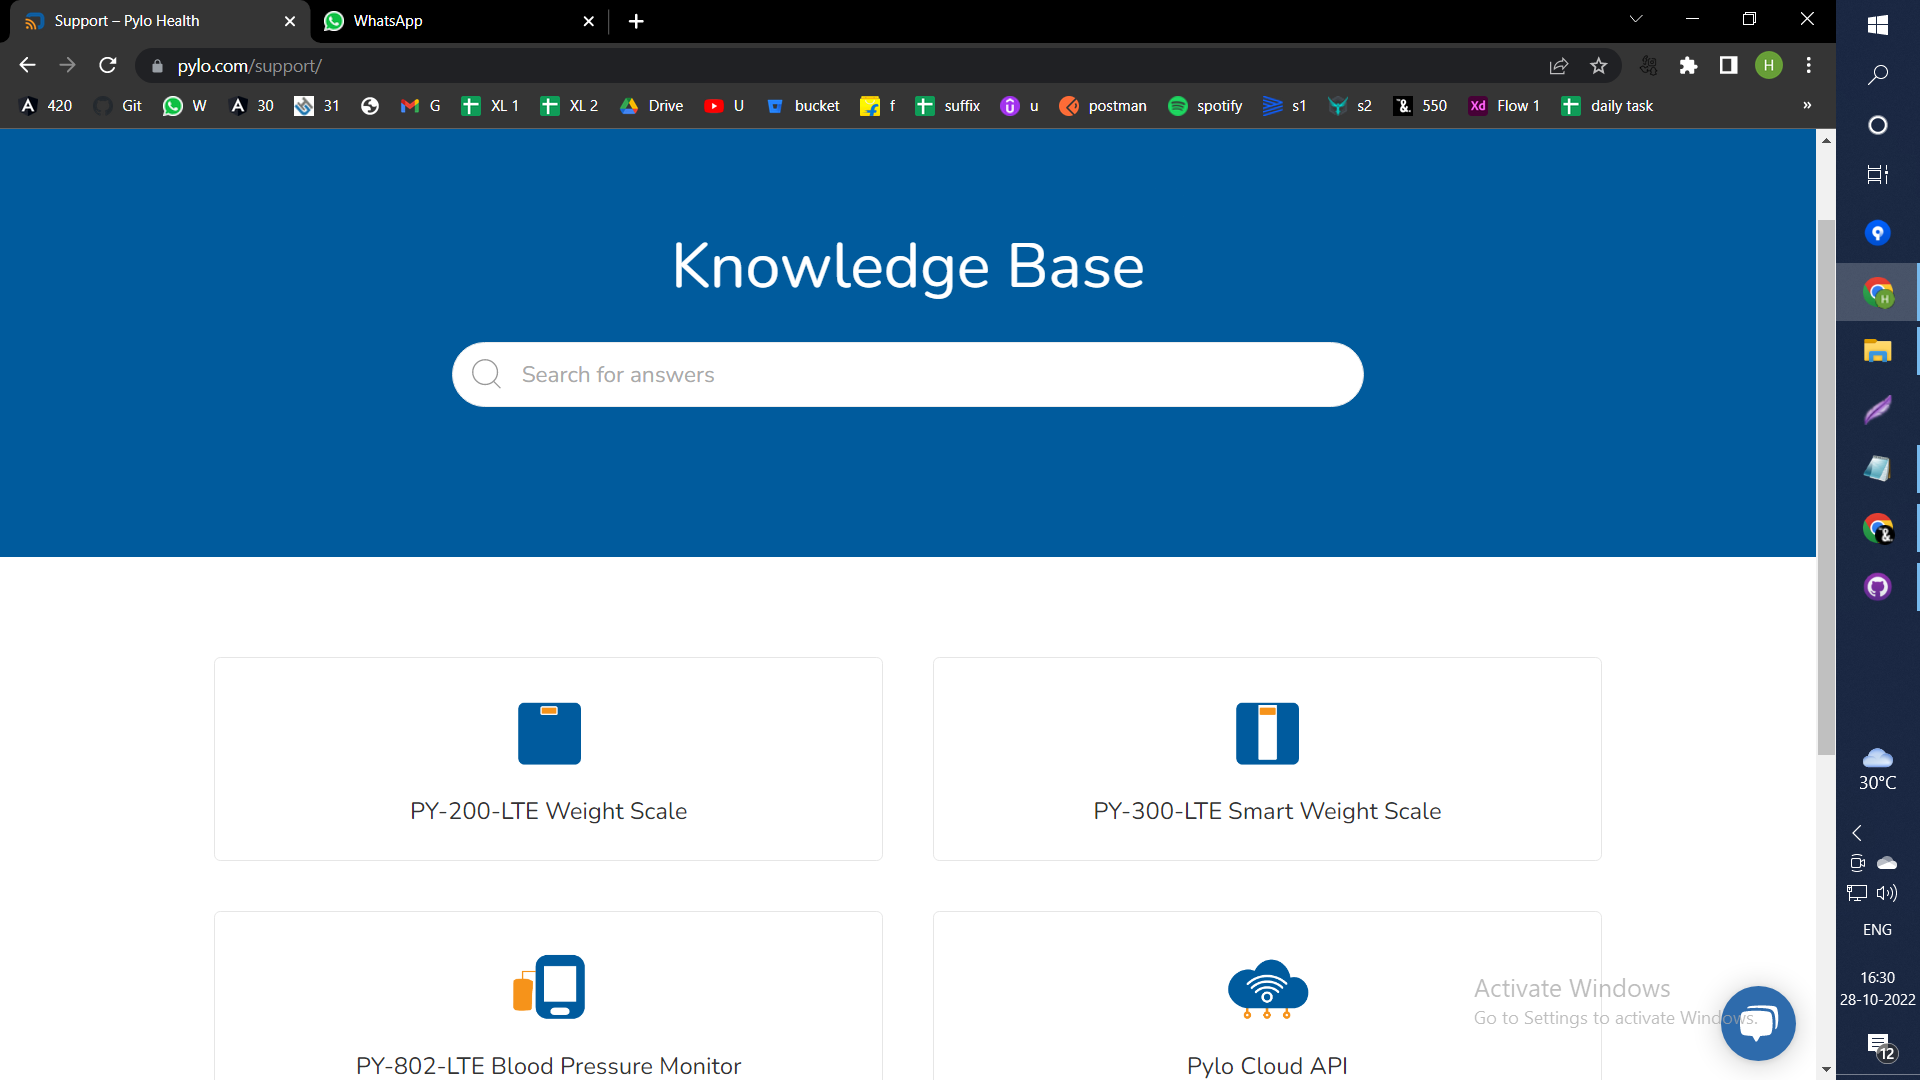 Support – Pylo Health
WhatsApp
pylo.com/support/
H
420
Git
W
30
31
G
XL 1
XL 2
Drive
U
bucket
f
suffix
u
postman
spotify
s1
s2
550
Xd Flow 1
daily task
»
Knowledge Base
Search for answers
PY-200-LTE Weight Scale
PY-300-LTE Smart Weight Scale
PY-802-LTE Blood Pressure Monitor
Pylo Cloud API
Activate Windows
Go to Settings to activate Windows.
H
&
30°C
ENG
16:30
28-10-2022
12